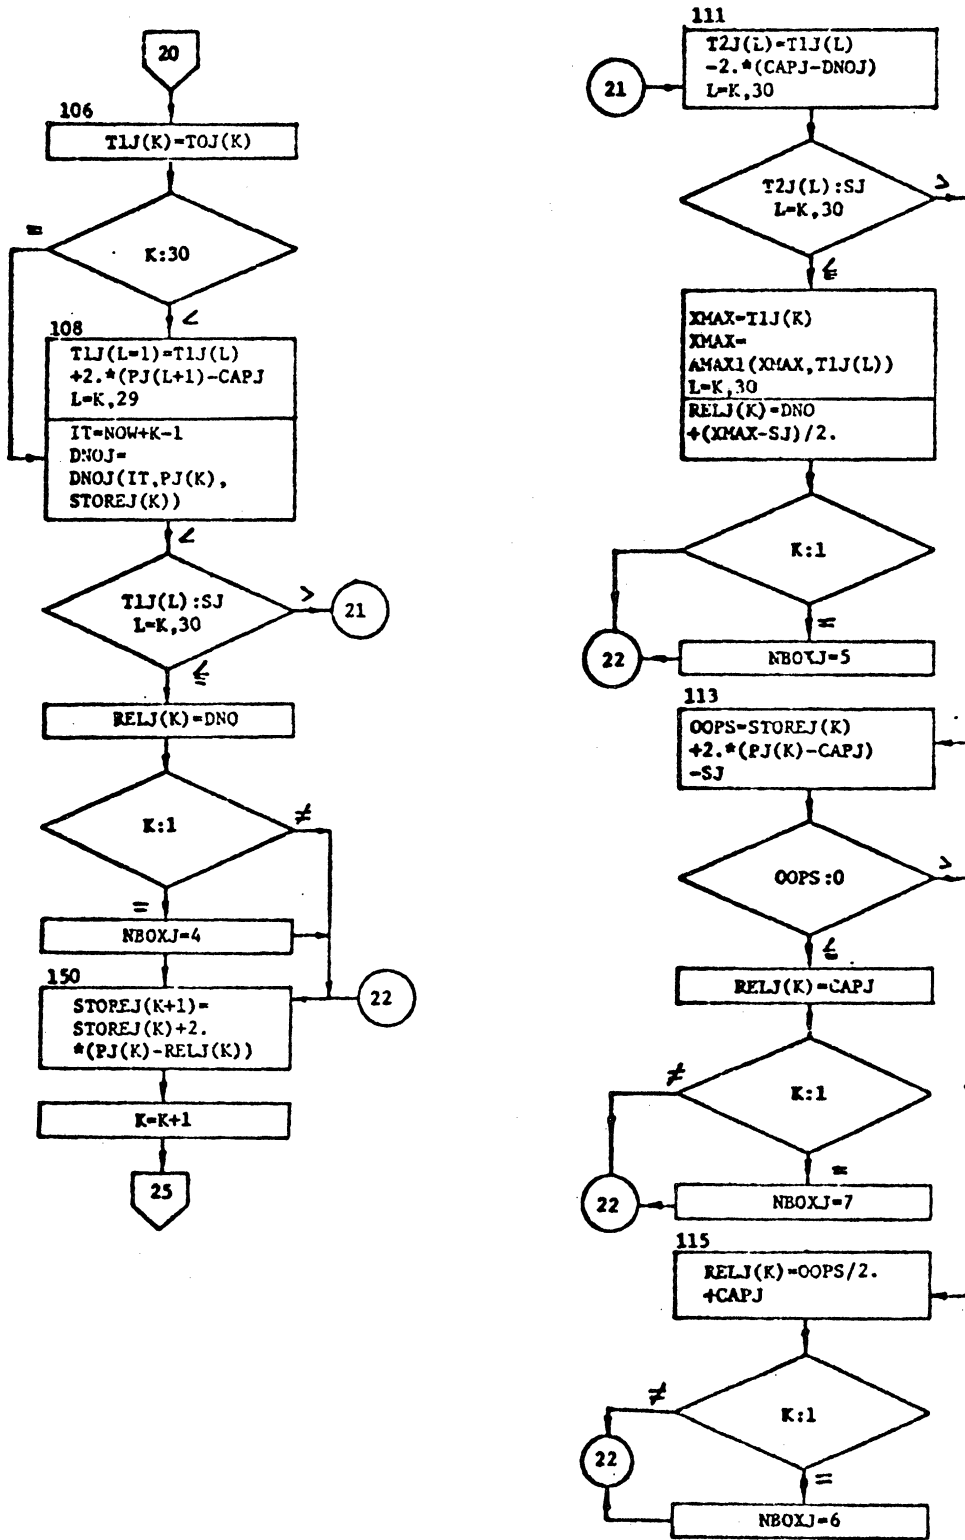 20
106
T1J(K)=TOJ(K)
=
K:30
<
108
T1J(L=1)=T1J(L)
+2.*(PJ(L+1)-CAPJ
L=K,29
IT=NOW+K-1
DNOJ=
DNOJ(IT,PJ(K),
STOREJ(K))
<
T1J(L):SJ
L=K,30
>
21
≤
RELJ(K)=DNO
K:1
≠
=
NBOXJ=4
150
STOREJ(K+1)=
STOREJ(K)+2.
*(PJ(K)-RELJ(K))
22
K=K+1
25
111
T2J(L)=T1J(L)
-2.*(CAPJ-DNOJ)
L=K,30
21
T2J(L):SJ
L=K,30
>
≤
XMAX=T1J(K)
XMAX=
AMAX1(XMAX,T1J(L))
L=K,30
RELJ(K)=DNO
+(XMAX-SJ)/2.
K:1
=
22
NBOXJ=5
113
OOPS=STOREJ(K)
+2.*(PJ(K)-CAPJ)
-SJ
OOPS:0
>
≤
RELJ(K)=CAPJ
≠
K:1
=
22
NBOXJ=7
115
RELJ(K)=OOPS/2.
+CAPJ
≠
K:1
22
=
NBOXJ=6